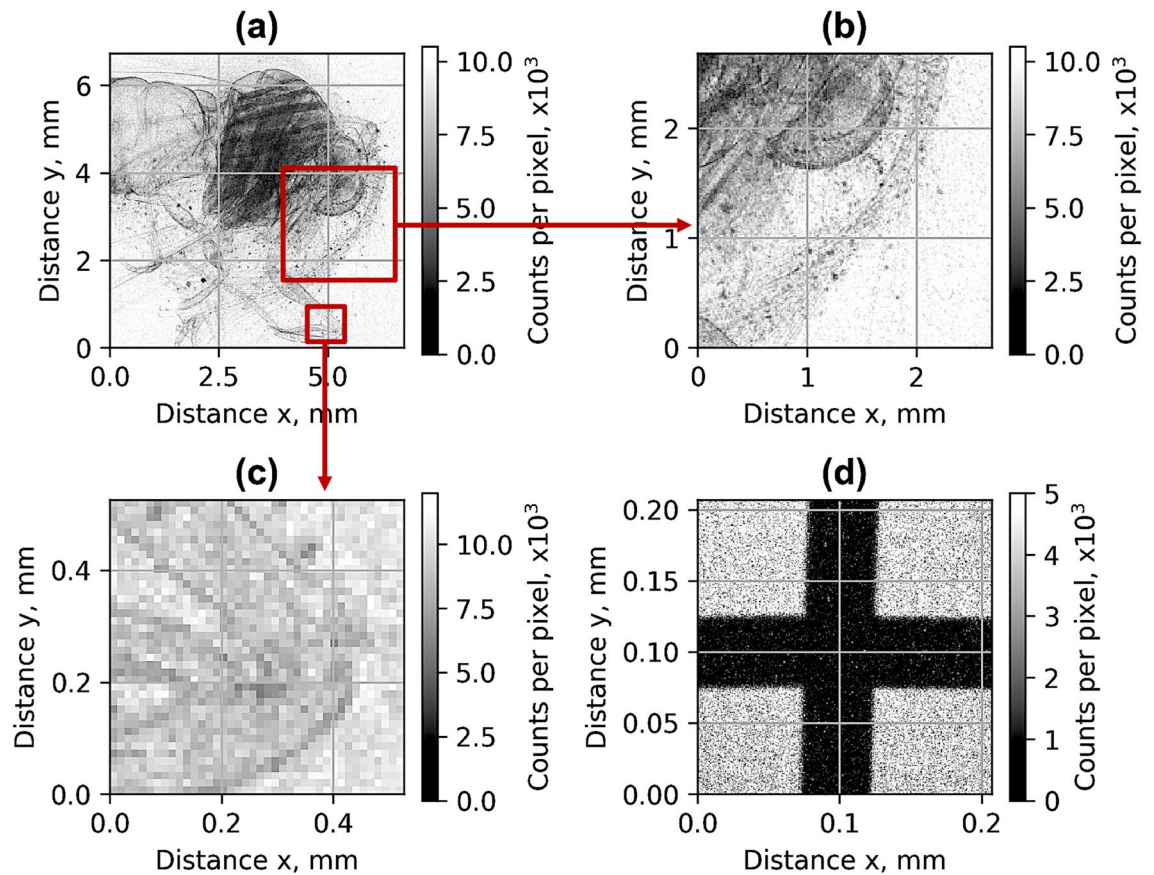 (a)
Distance y, mm
6
4
2
0
0.0 2.5 5.0
Distance x, mm
10.0
7.5
5.0
2.5
0.0
Counts per pixel, x10³
(b)
Distance y, mm
2
1
0
0 1 2
Distance x, mm
10.0
7.5
5.0
2.5
0.0
Counts per pixel, x10³
(c)
Distance y, mm
0.4
0.2
0.0
0.0 0.2 0.4
Distance x, mm
10.0
7.5
5.0
2.5
0.0
Counts per pixel, x10³
(d)
Distance y, mm
0.20
0.15
0.10
0.05
0.00
0.0 0.1 0.2
Distance x, mm
5
4
3
2
1
0
Counts per pixel, x10³